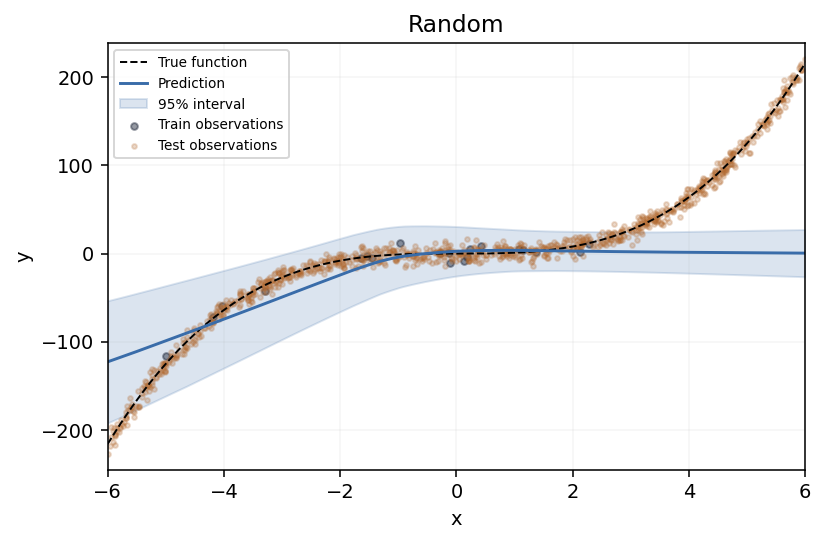 Random
True function
Prediction
95% interval
Train observations
Test observations
200
100
0
−100
−200
y
−6
−4
−2
0
2
4
6
x